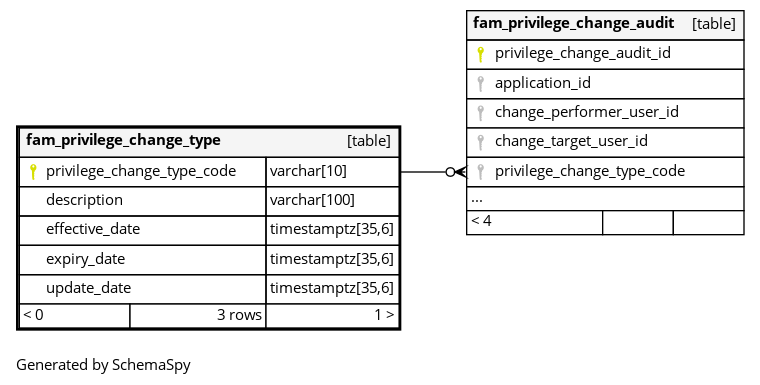 fam_privilege_change_audit [table]
privilege_change_audit_id
application_id
change_performer_user_id
change_target_user_id
privilege_change_type_code
...
< 4
fam_privilege_change_type [table]
privilege_change_type_code varchar[10]
description varchar[100]
effective_date timestamptz[35,6]
expiry_date timestamptz[35,6]
update_date timestamptz[35,6]
< 0 3 rows 1 >
Generated by SchemaSpy